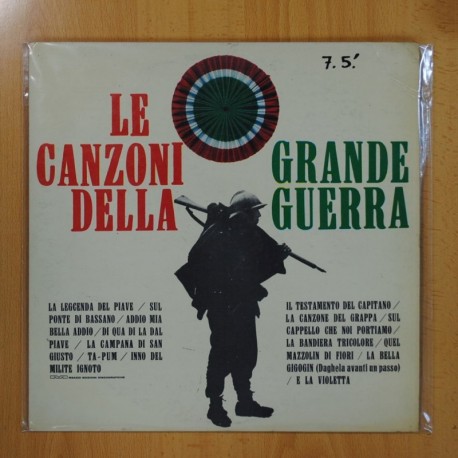 7.5!
LE
CANZONI
DELLA
GRANDE
GUERRA
LA LEGGENDA DEL PIAVE / SUL
PONTE DI BASSANO / ADDIO MIA
BELLA ADDIO / DI QUA DI LA DAL
PIAVE / LA CAMPANA DI SAN
GIUSTO / TA-PUM / INNO DEL
MILITE IGNOTO
IL TESTAMENTO DEL CAPITANO /
LA CANZONE DEL GRAPPA / SUL
CAPPELLO CHE NOI PORTIAMO /
LA BANDIERA TRICOLORE / QUEL
MAZZOLIN DI FIORI / LA BELLA
GIGOGIN (Daghela avanti un passo)
/ E LA VIOLETTA